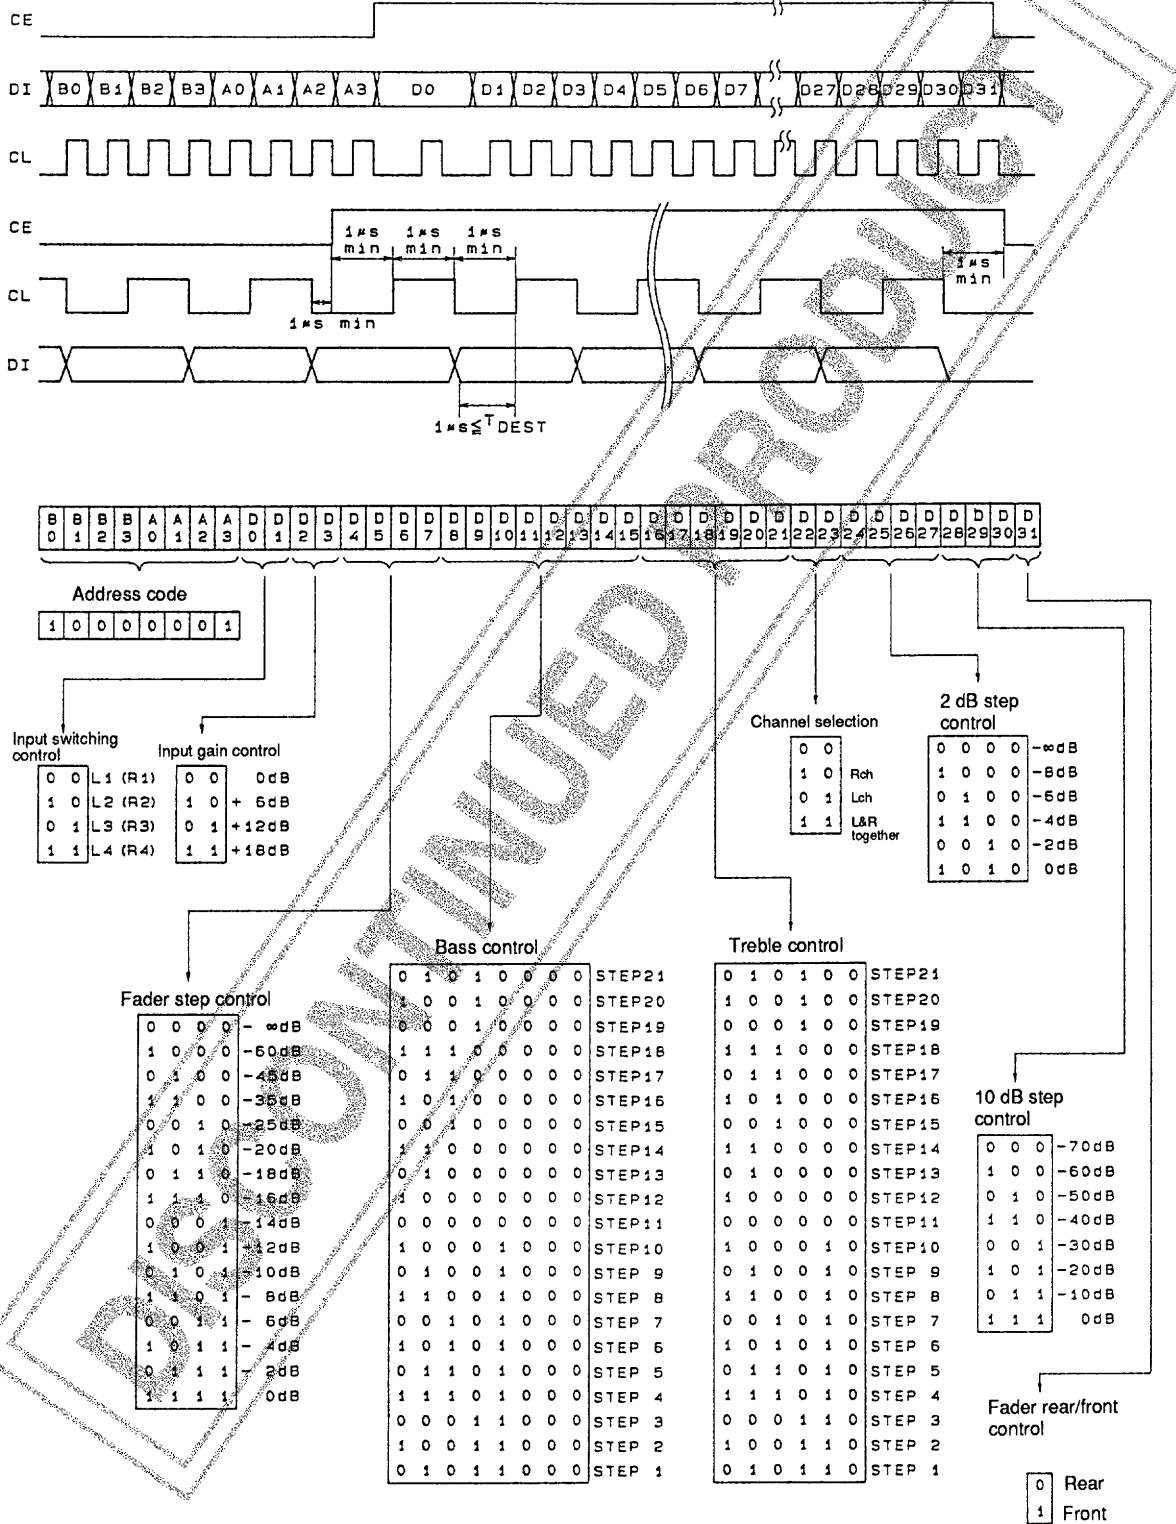 CE
DI B0 B1 B2 B3 A0 A1 A2 A3 D0 D1 D2 D3 D4 D5 D6 D7 D27 D28 D29 D30 D31
CL
CE
1μs min 1μs min 1μs min 1μs min
CL
1μs min
DI
1μs≦TDEST
B0 B1 B2 B3 A0 A1 A2 A3 D0 D1 D2 D3 D4 D5 D6 D7 D8 D9 D10 D11 D12 D13 D14 D15 D16 D17 D18 D19 D20 D21 D22 D23 D24 D25 D26 D27 D28 D29 D30 D31
Address code
1 0 0 0 0 0 0 1
Input switching
control
0 0 L1 (R1)
1 0 L2 (R2)
0 1 L3 (R3)
1 1 L4 (R4)
Input gain control
0 0 0dB
1 0 + 6dB
0 1 +12dB
1 1 +18dB
Channel selection
0 0
1 0 Rch
0 1 Lch
1 1 L&R
together
2 dB step
control
0 0 0 0 -∞dB
1 0 0 0 -8dB
0 1 0 0 -6dB
1 1 0 0 -4dB
0 0 1 0 -2dB
1 0 1 0 0dB
Fader step control
0 0 0 0 - ∞dB
1 0 0 0 -60dB
0 1 0 0 -45dB
1 1 0 0 -35dB
0 0 1 0 -25dB
1 0 1 0 -20dB
0 1 1 0 -18dB
1 1 1 0 -16dB
0 0 0 1 -14dB
1 0 0 1 -12dB
0 1 0 1 -10dB
1 1 0 1 - 8dB
0 0 1 1 - 6dB
1 0 1 1 - 4dB
0 1 1 1 - 2dB
1 1 1 1 0dB
Bass control
0 1 0 1 0 0 0 0 STEP21
1 0 0 1 0 0 0 0 STEP20
0 0 0 1 0 0 0 0 STEP19
1 1 1 0 0 0 0 0 STEP18
0 1 1 0 0 0 0 0 STEP17
1 0 1 0 0 0 0 0 STEP16
0 0 1 0 0 0 0 0 STEP15
1 1 0 0 0 0 0 0 STEP14
0 1 0 0 0 0 0 0 STEP13
1 0 0 0 0 0 0 0 STEP12
0 0 0 0 0 0 0 0 STEP11
1 0 0 0 1 0 0 0 STEP10
0 1 0 0 1 0 0 0 STEP 9
1 1 0 0 1 0 0 0 STEP 8
0 0 1 0 1 0 0 0 STEP 7
1 0 1 0 1 0 0 0 STEP 6
0 1 1 0 1 0 0 0 STEP 5
1 1 1 0 1 0 0 0 STEP 4
0 0 0 1 1 0 0 0 STEP 3
1 0 0 1 1 0 0 0 STEP 2
0 1 0 1 1 0 0 0 STEP 1
Treble control
0 1 0 1 0 0 STEP21
1 0 0 1 0 0 STEP20
0 0 0 1 0 0 STEP19
1 1 1 0 0 0 STEP18
0 1 1 0 0 0 STEP17
1 0 1 0 0 0 STEP16
0 0 1 0 0 0 STEP15
1 1 0 0 0 0 STEP14
0 1 0 0 0 0 STEP13
1 0 0 0 0 0 STEP12
0 0 0 0 0 0 STEP11
1 0 0 0 1 0 STEP10
0 1 0 0 1 0 STEP 9
1 1 0 0 1 0 STEP 8
0 0 1 0 1 0 STEP 7
1 0 1 0 1 0 STEP 6
0 1 1 0 1 0 STEP 5
1 1 1 0 1 0 STEP 4
0 0 0 1 1 0 STEP 3
1 0 0 1 1 0 STEP 2
0 1 0 1 1 0 STEP 1
10 dB step
control
0 0 0 -70dB
1 0 0 -60dB
0 1 0 -50dB
1 1 0 -40dB
0 0 1 -30dB
1 0 1 -20dB
0 1 1 -10dB
1 1 1 0dB
Fader rear/front
control
0 Rear
1 Front
DISCONTINUED PRODUCT